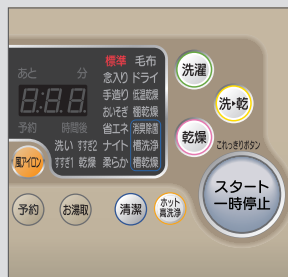 標準 毛布
あと 分 念入り ドライ
手造り 低温乾燥
8:8.8. おいそぎ 棚乾燥
予約 時間後 省エネ 消臭除菌
洗い すすぎ2 ナイト 槽洗浄
すすぎ1 乾燥 柔らか 槽乾燥
風アイロン
洗濯
洗▸乾
乾燥
これっきりボタン
スタート
一時停止
予約
お湯取
清潔
ホット
高洗浄